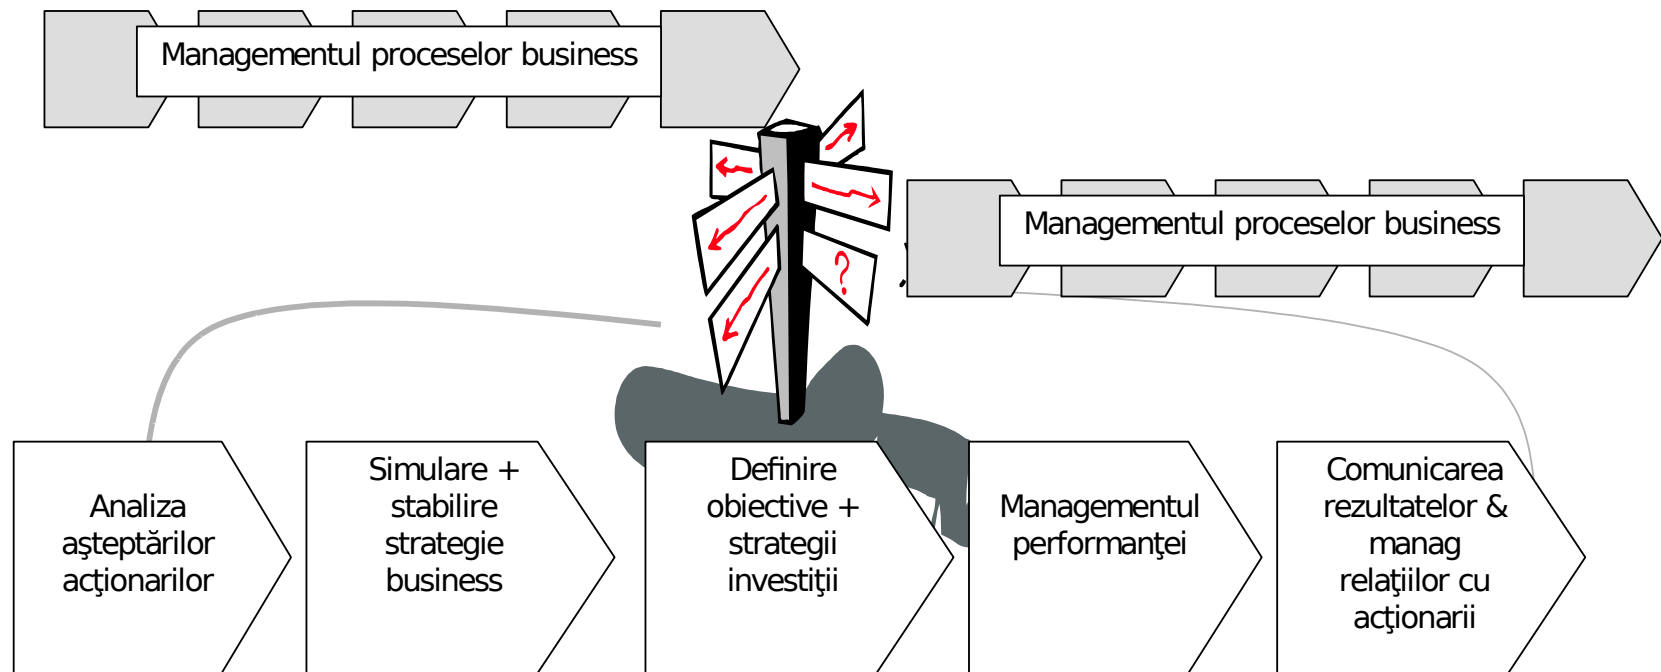 Managementul proceselor business
Managementul proceselor business
?
Analiza
aşteptărilor
acţionarilor
Simulare +
stabilire
strategie
business
Definire
obiective +
strategii
investiţii
Managementul
performanţei
Comunicarea
rezultatelor &
manag
relaţiilor cu
acţionarii